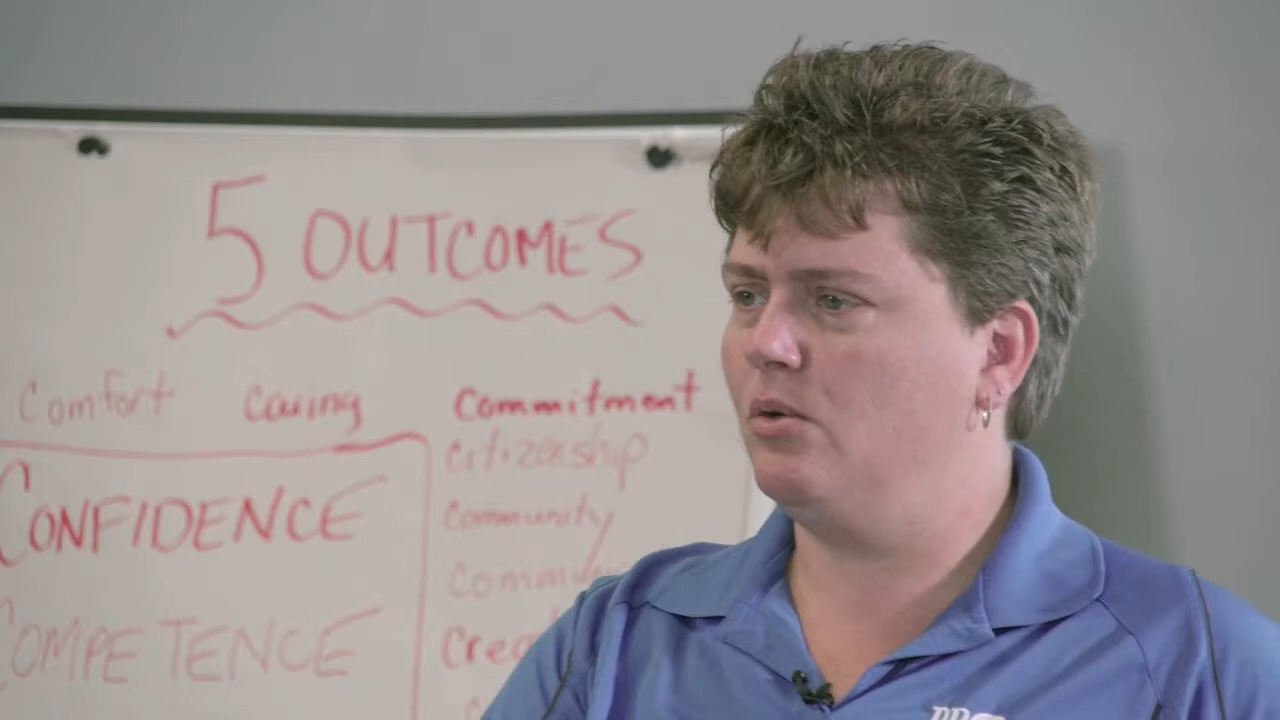 5 OUTCOMES
Comfort Caring Commitment
citizenship
CONFIDENCE
community
COMPETENCE